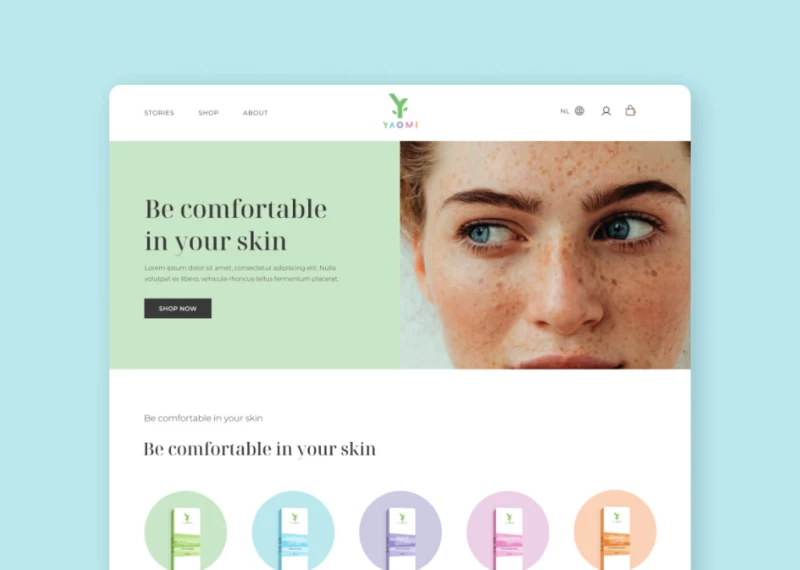 STORIES SHOP ABOUT
YAOMI
NL
Be comfortable
in your skin
Lorem ipsum dolor sit amet, consectetur adipiscing elit. Nulla
volutpat ex libero, vehicula rhoncus tellus fermentum placerat
SHOP NOW
Be comfortable in your skin
Be comfortable in your skin